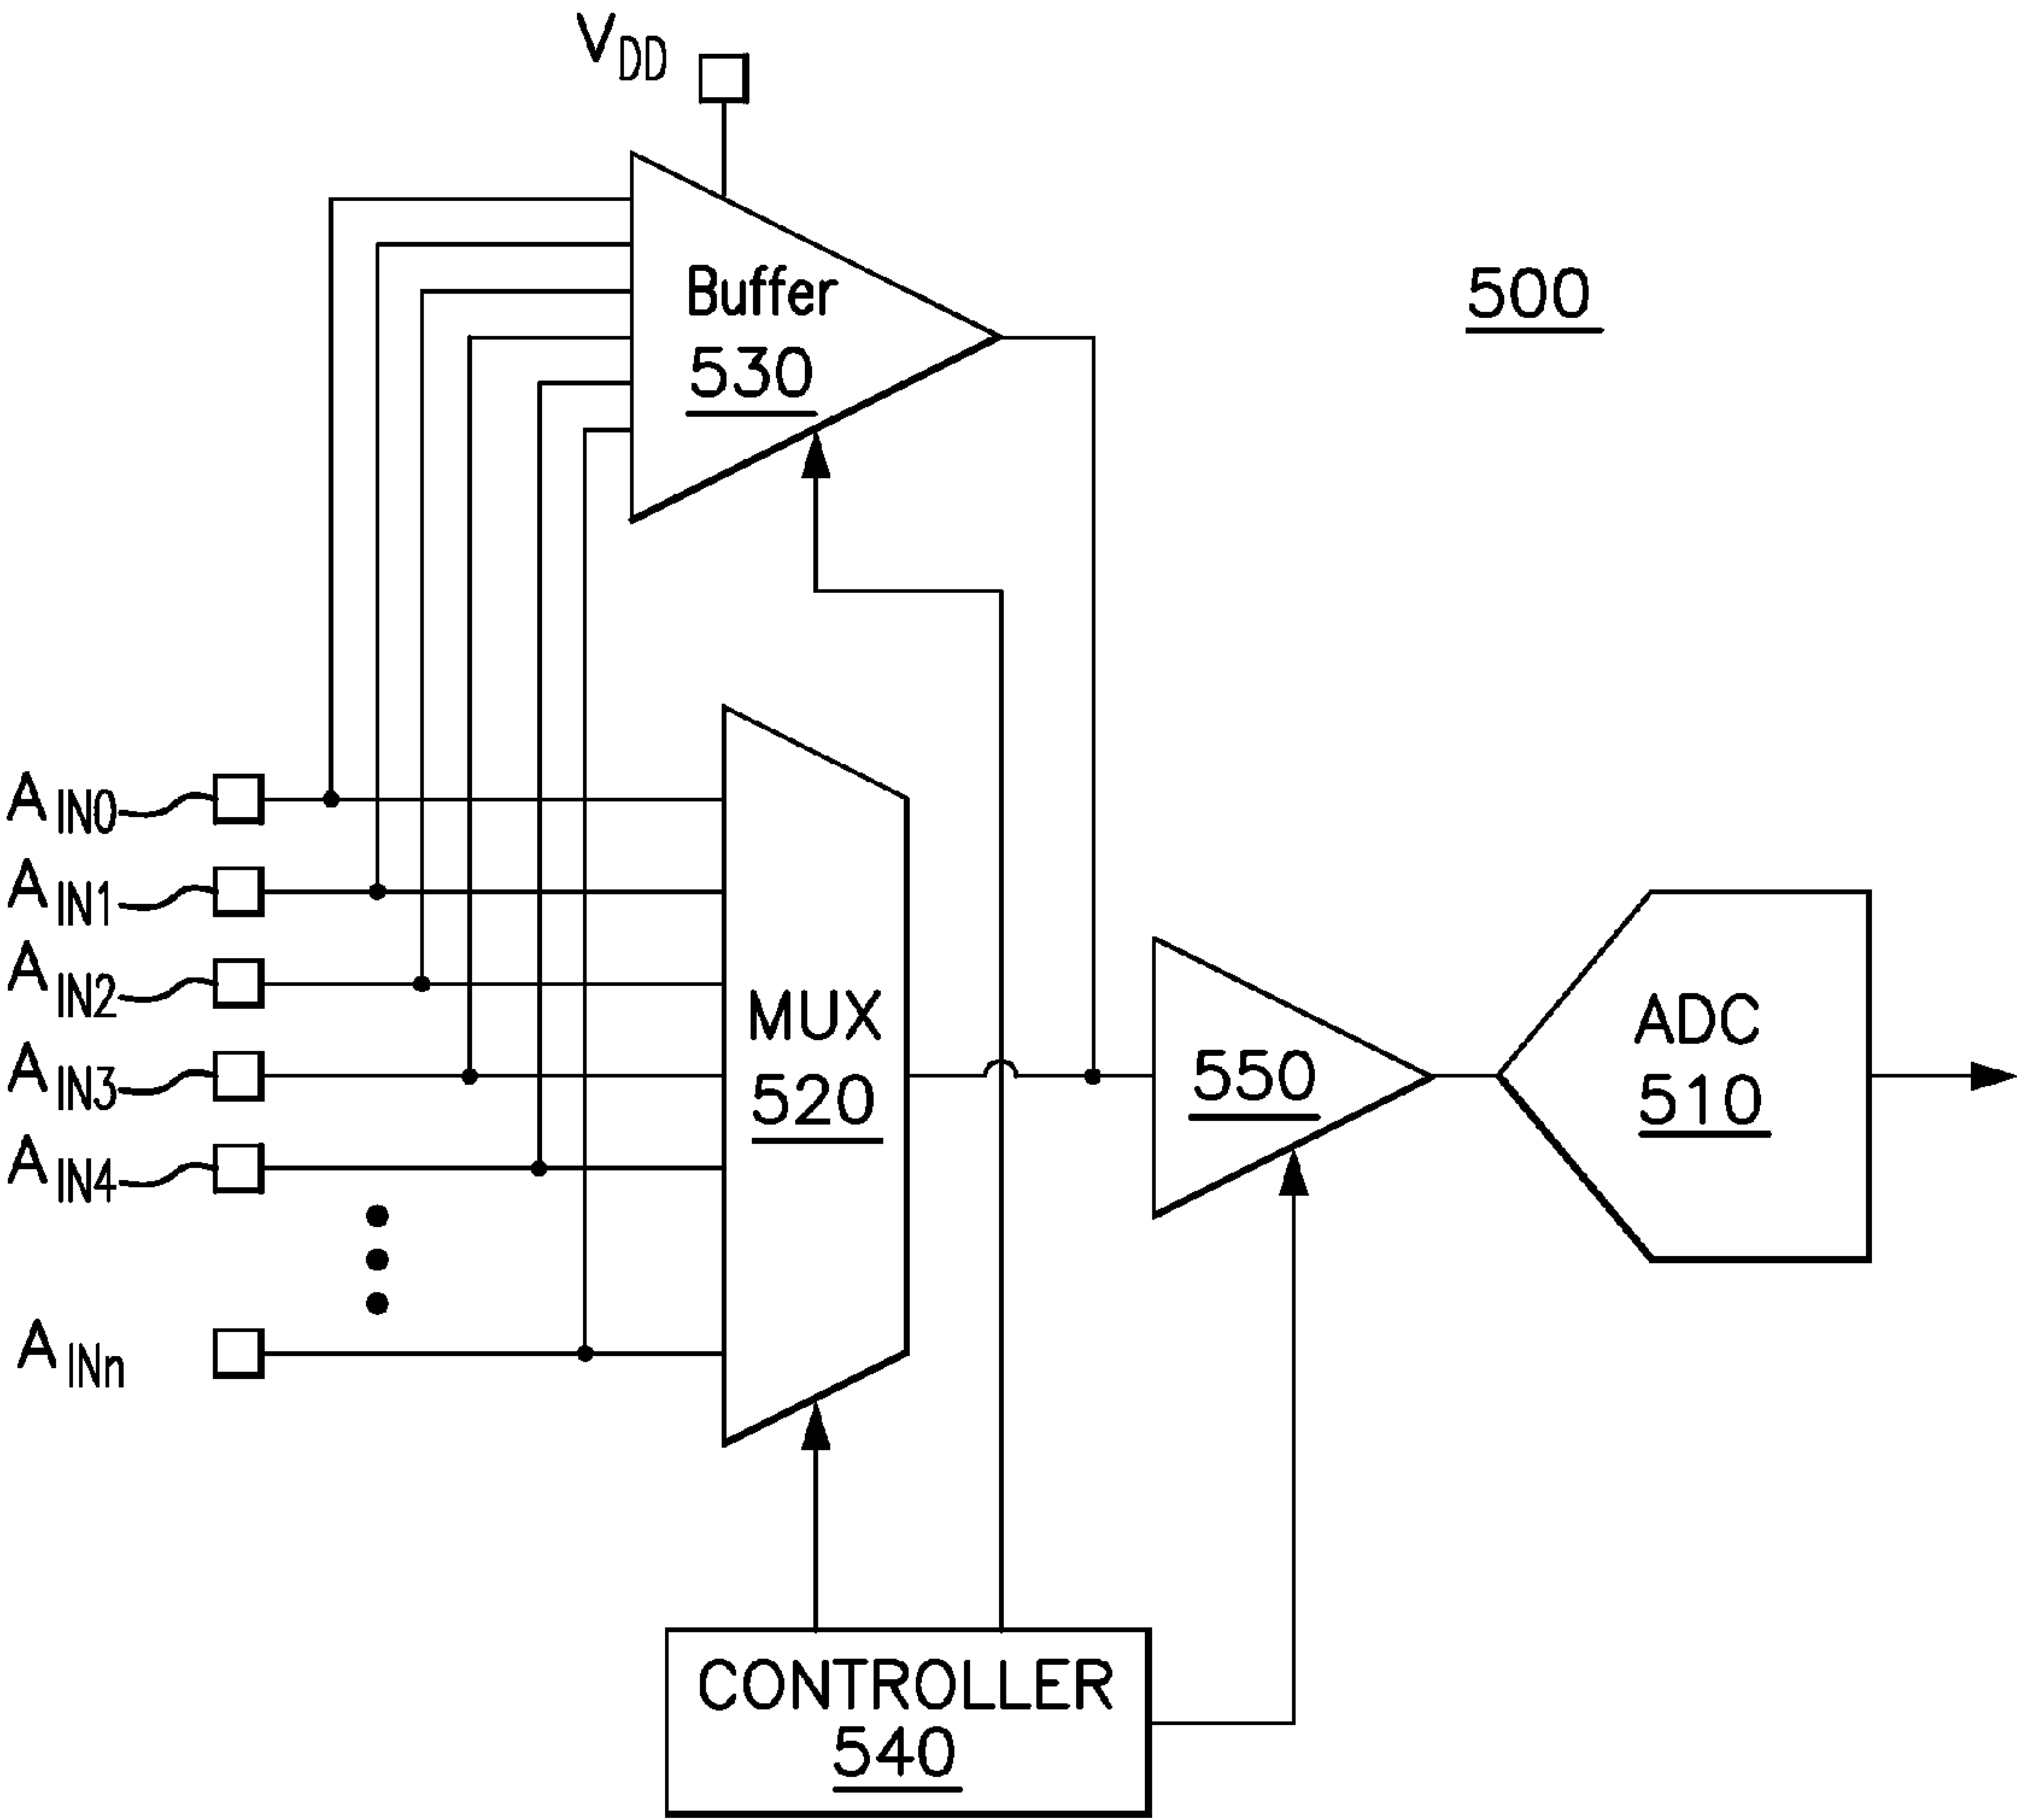 VDD
Buffer
530
500
AIN0
AIN1
AIN2
AIN3
AIN4
AINn
MUX
520
550
ADC
510
CONTROLLER
540